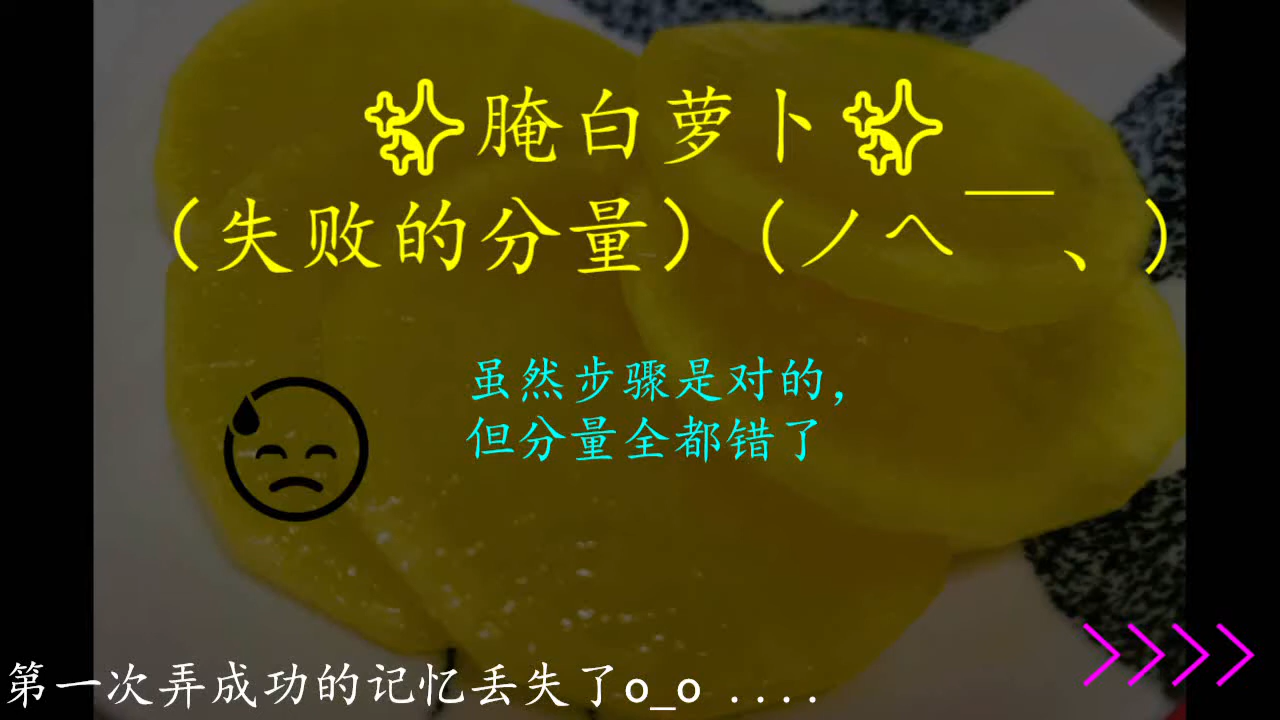 ✨腌白萝卜✨
（失败的分量）(ノヘ￣、)
虽然步骤是对的，
但分量全都错了
第一次弄成功的记忆丢失了o_o ....